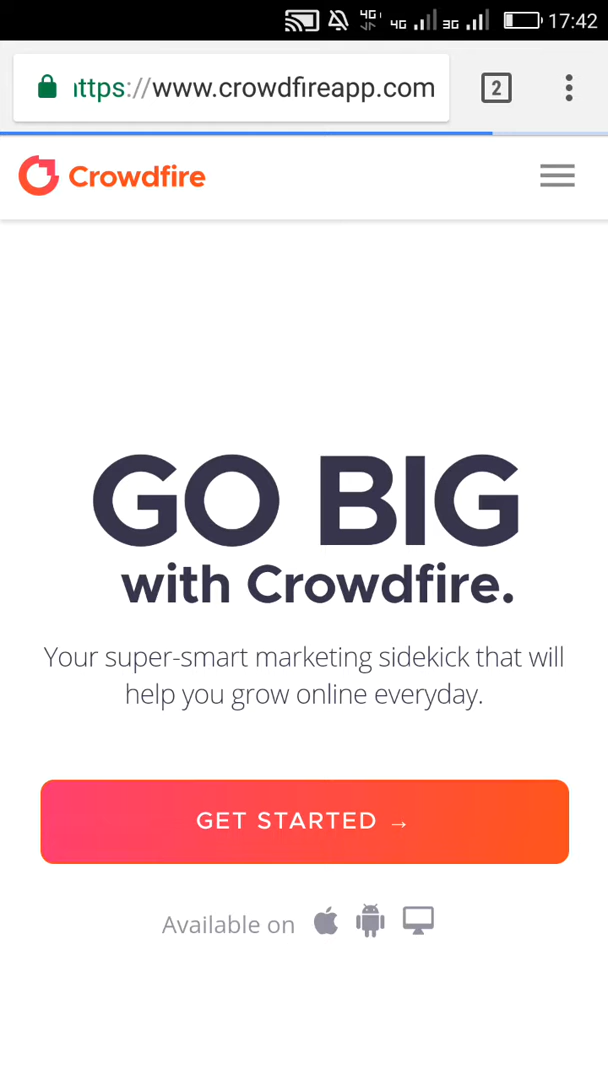 4G 4G 3G 17:42
ttps://www.crowdfireapp.com 2
Crowdfire
GO BIG
with Crowdfire.
Your super-smart marketing sidekick that will
help you grow online everyday.
GET STARTED →
Available on